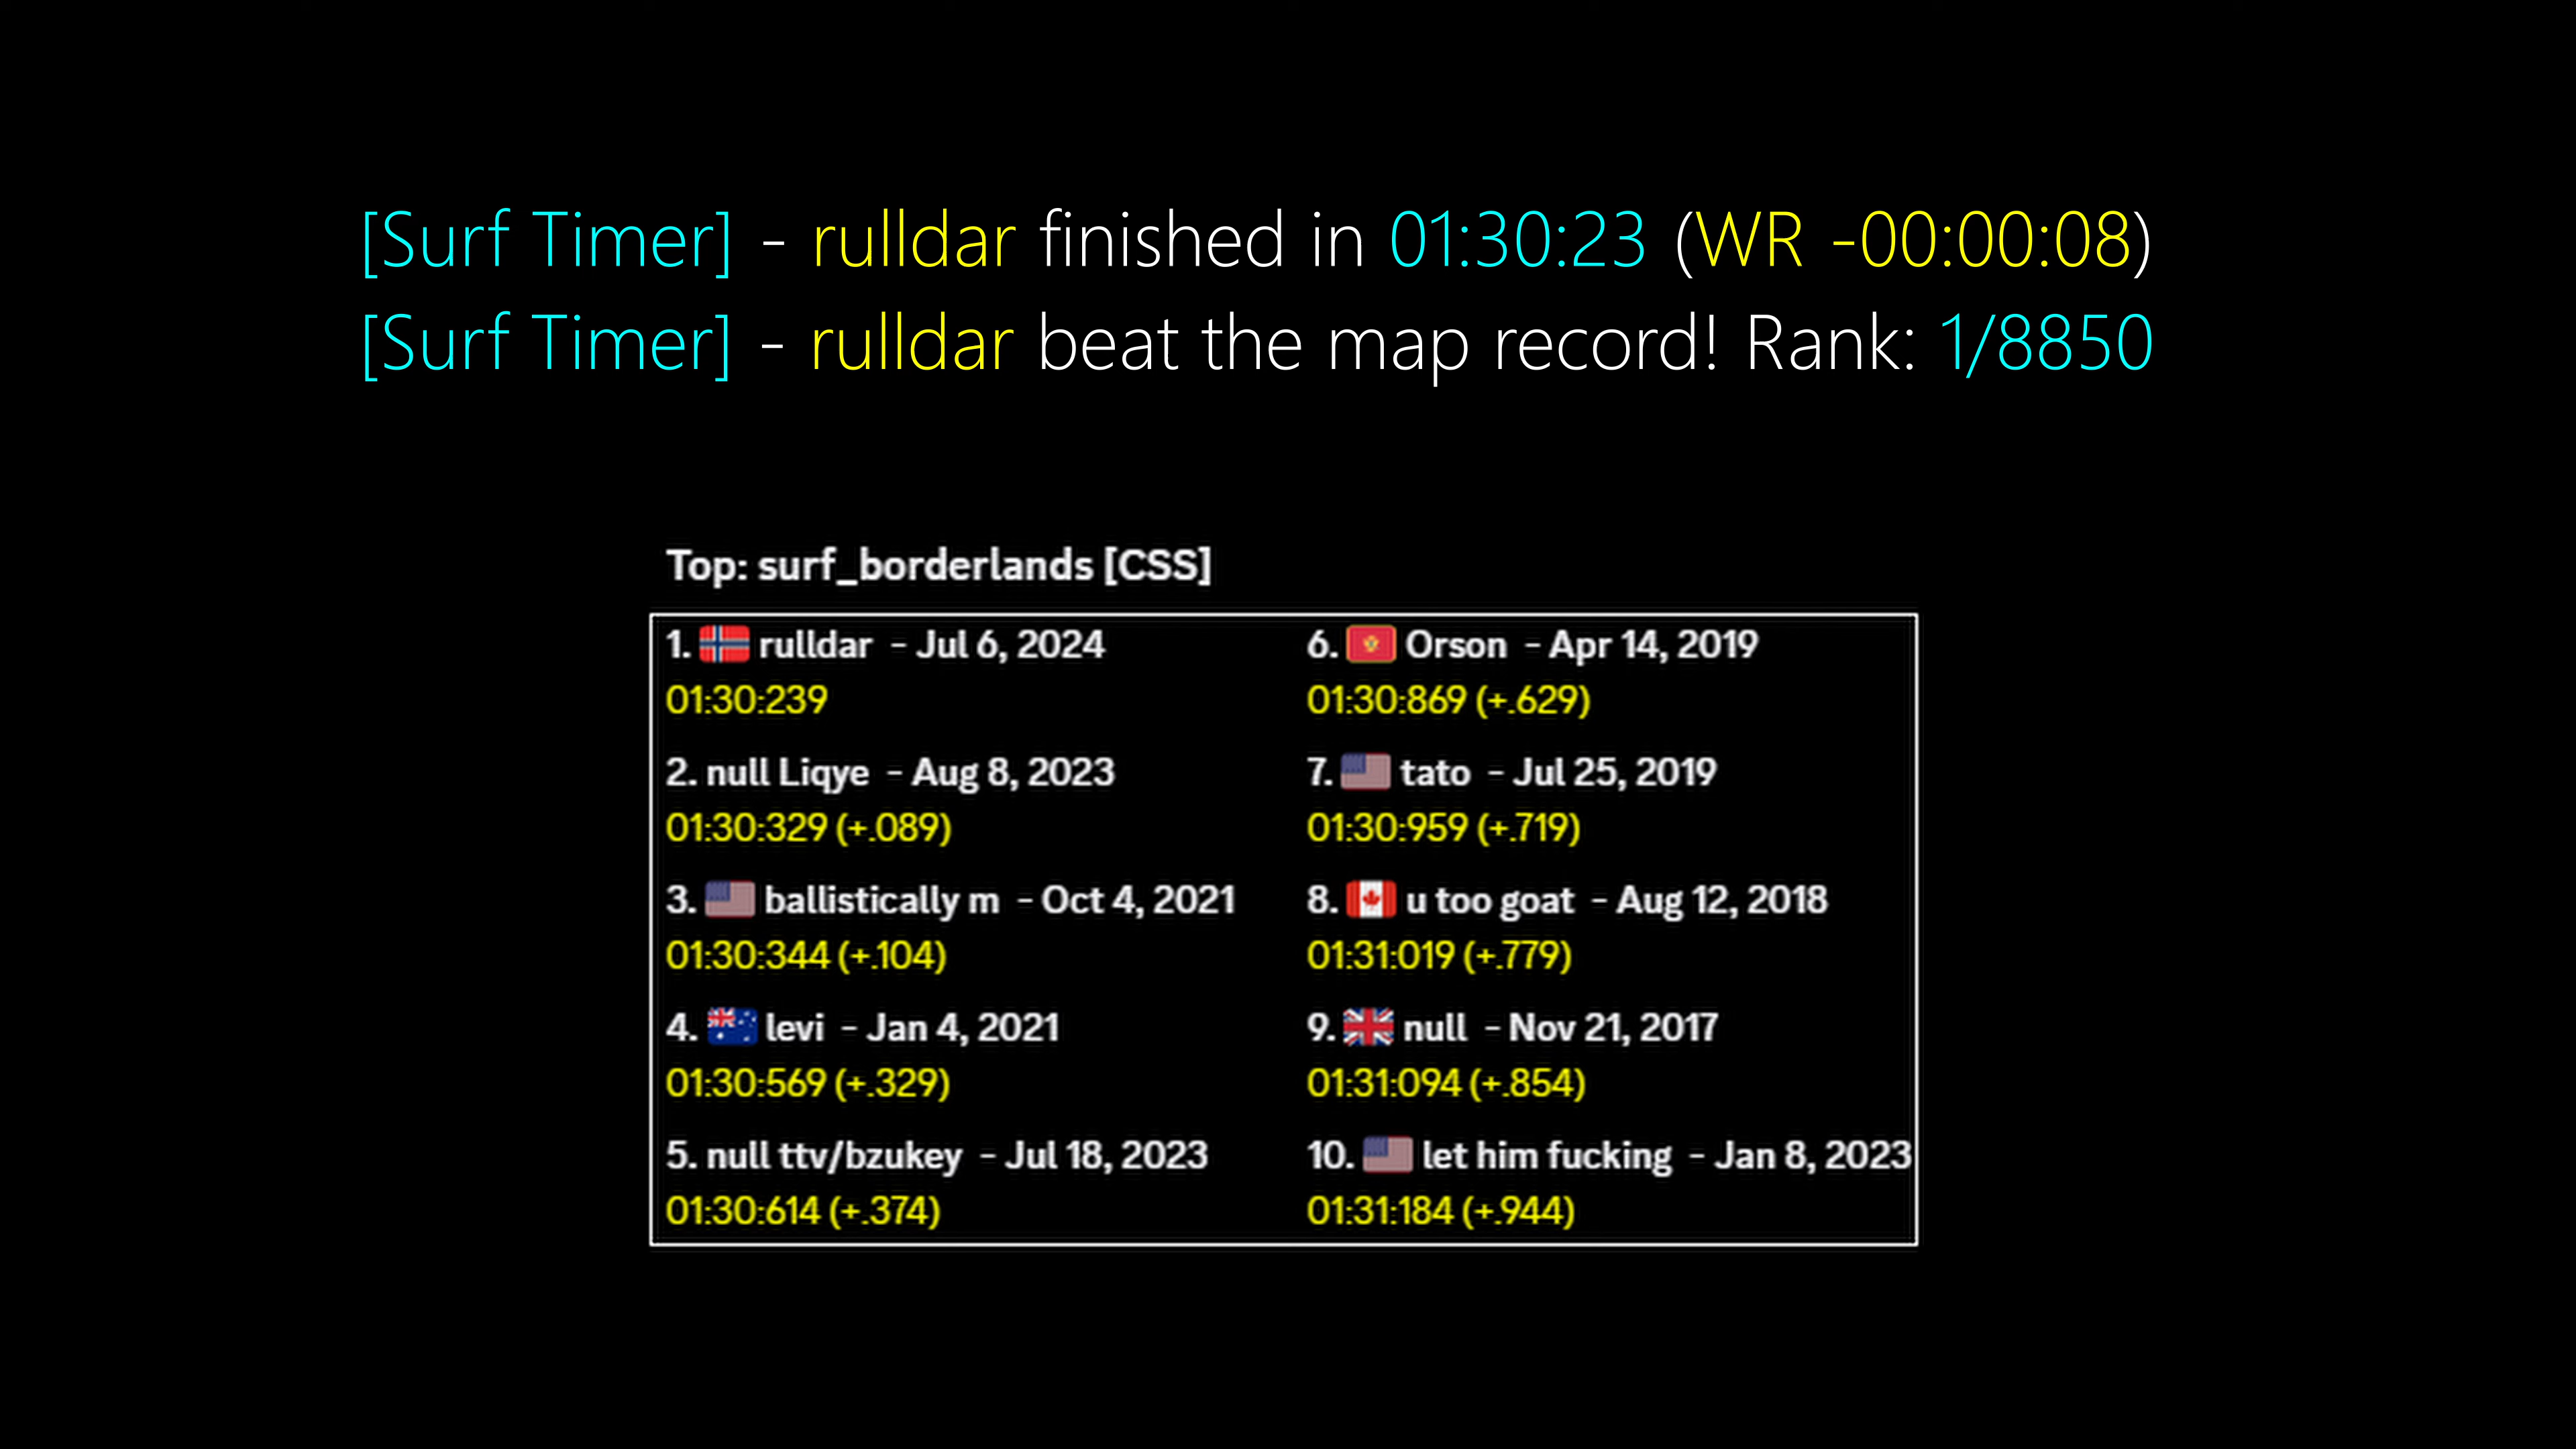 [Surf Timer] - rulldar finished in 01:30:23 (WR -00:00:08)
[Surf Timer] - rulldar beat the map record! Rank: 1/8850
Top: surf_borderlands [CSS]
1. rulldar - Jul 6, 2024
01:30:239
2. null Liqye - Aug 8, 2023
01:30:329 (+.089)
3. ballistically m - Oct 4, 2021
01:30:344 (+.104)
4. levi - Jan 4, 2021
01:30:569 (+.329)
5. null ttv/bzukey - Jul 18, 2023
01:30:614 (+.374)
6. Orson - Apr 14, 2019
01:30:869 (+.629)
7. tato - Jul 25, 2019
01:30:959 (+.719)
8. u too goat - Aug 12, 2018
01:31:019 (+.779)
9. null - Nov 21, 2017
01:31:094 (+.854)
10. let him fucking - Jan 8, 2023
01:31:184 (+.944)